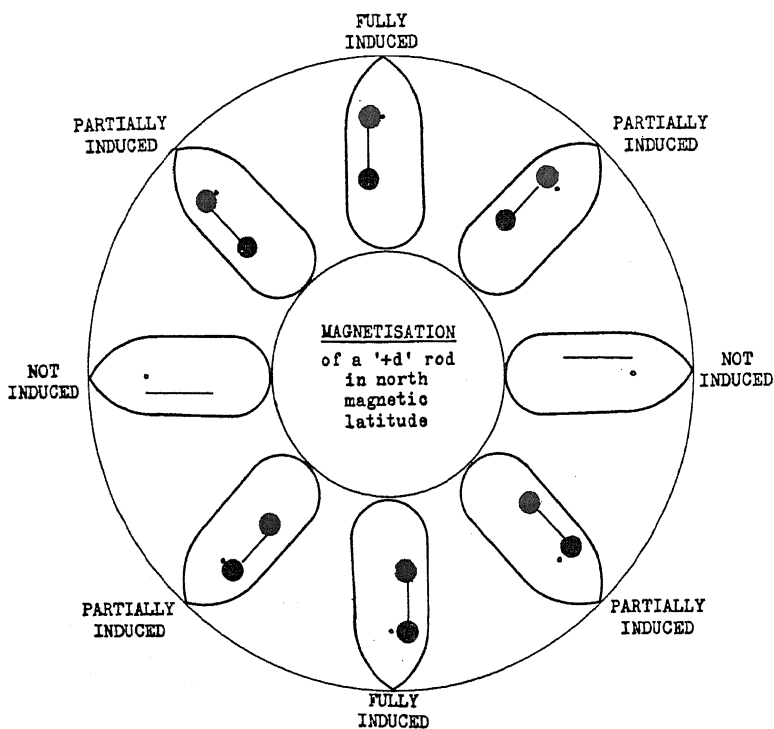 FULLY
INDUCED
PARTIALLY
INDUCED
PARTIALLY
INDUCED
MAGNETISATION
of a '+d' rod
in north
magnetic
latitude
NOT
INDUCED
NOT
INDUCED
PARTIALLY
INDUCED
PARTIALLY
INDUCED
FULLY
INDUCED